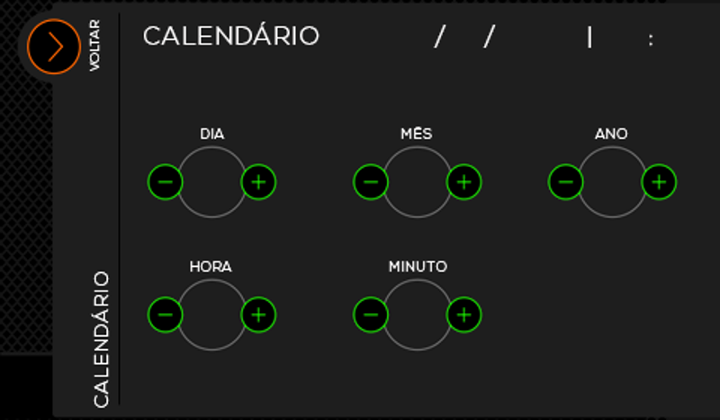 VOLTAR
CALENDÁRIO / / | :
DIA MÊS ANO
− + − + − +
HORA MINUTO
− + − +
CALENDÁRIO